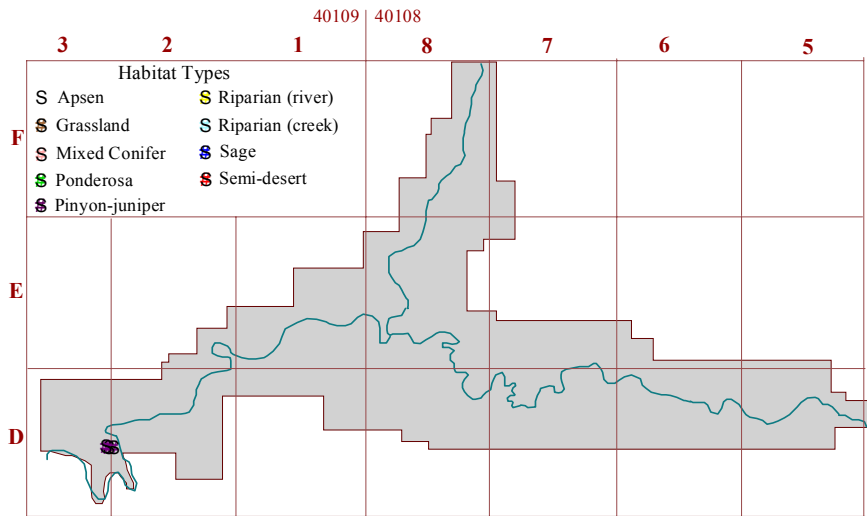 40109 40108
3 2 1 8 7 6 5
Habitat Types
S Apsen S Riparian (river)
S Grassland S Riparian (creek)
S Mixed Conifer S Sage
S Ponderosa S Semi-desert
S Pinyon-juniper
F
E
D